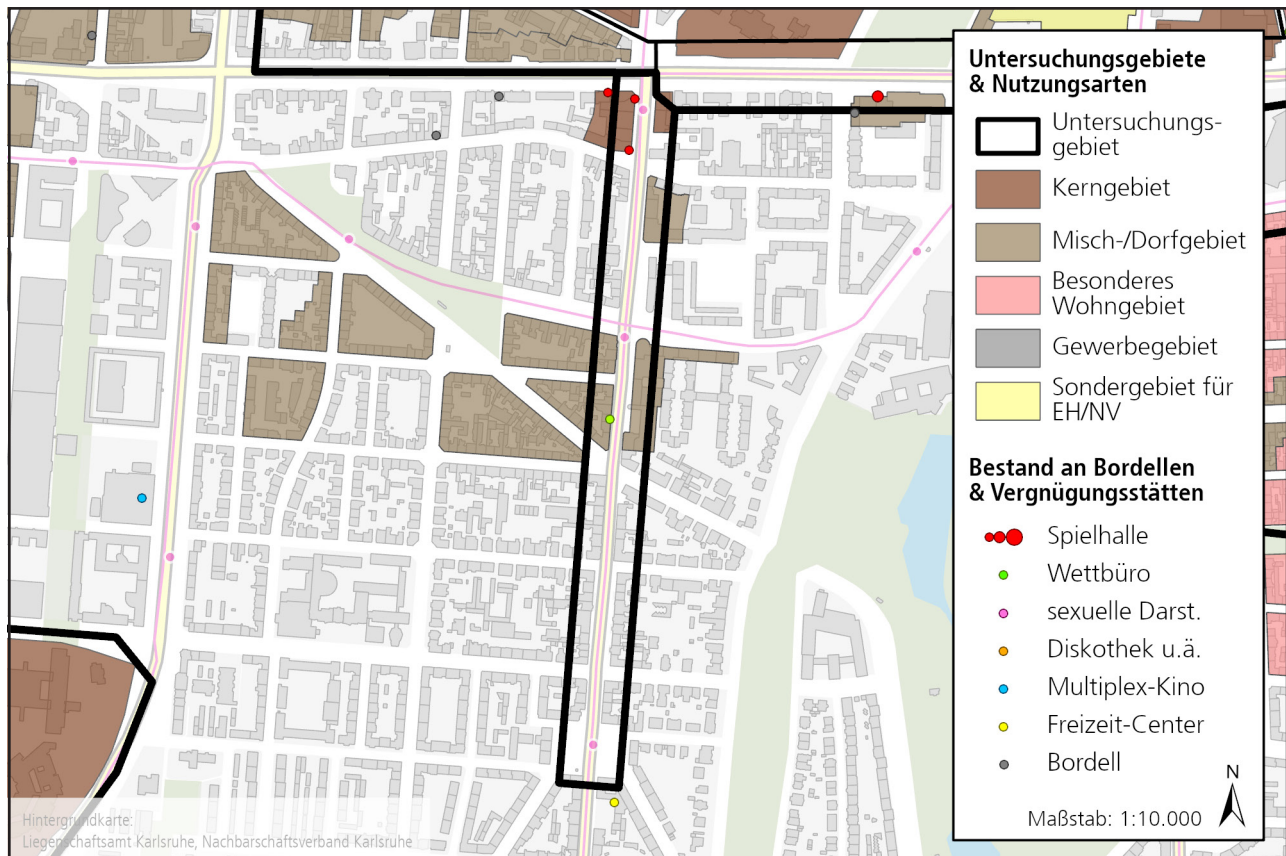 Untersuchungsgebiete
& Nutzungsarten
Untersuchungs-
gebiet
Kerngebiet
Misch-/Dorfgebiet
Besonderes
Wohngebiet
Gewerbegebiet
Sondergebiet für
EH/NV
Bestand an Bordellen
& Vergnügungsstätten
Spielhalle
Wettbüro
sexuelle Darst.
Diskothek u.ä.
Multiplex-Kino
Freizeit-Center
Bordell
N
Maßstab: 1:10.000
Hintergrundkarte:
Liegenschaftsamt Karlsruhe, Nachbarschaftsverband Karlsruhe